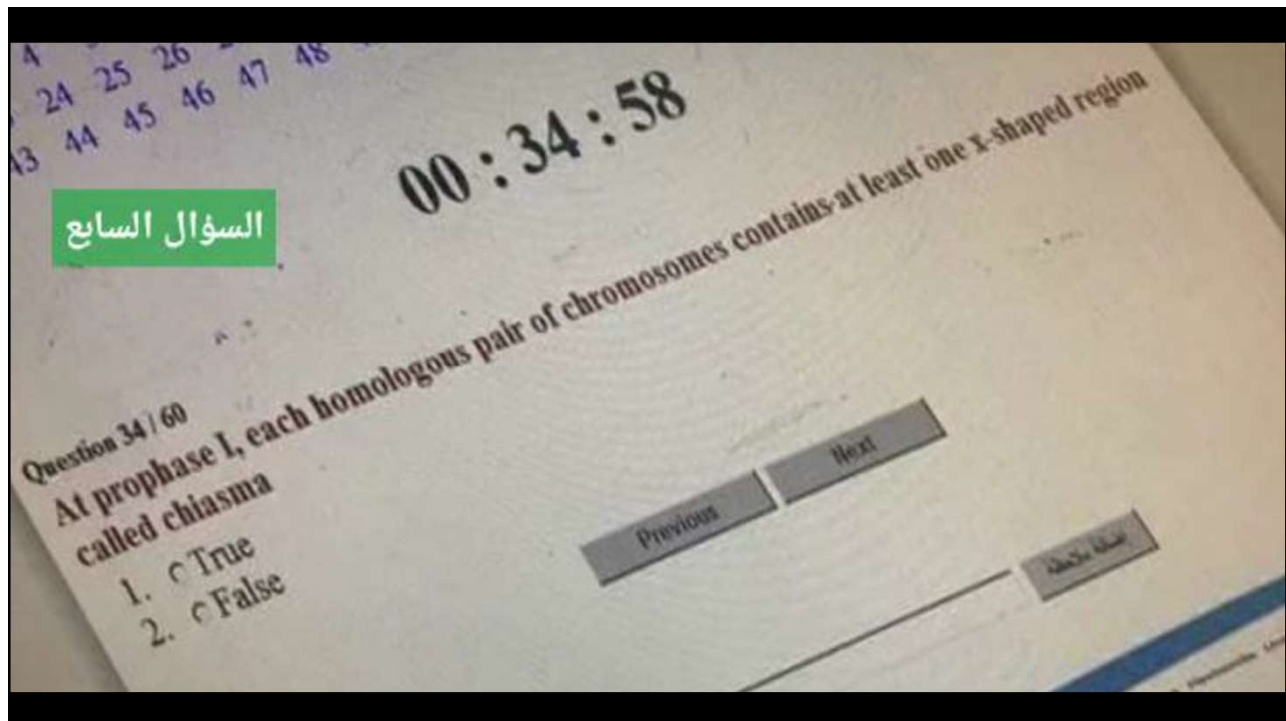 4
24 25 26
43 44 45 46 47 48
00 : 34 : 58
السؤال السابع
Question 34 / 60
At prophase I, each homologous pair of chromosomes contains at least one x-shaped region
called chiasma
1. True
2. False
Previous
Next